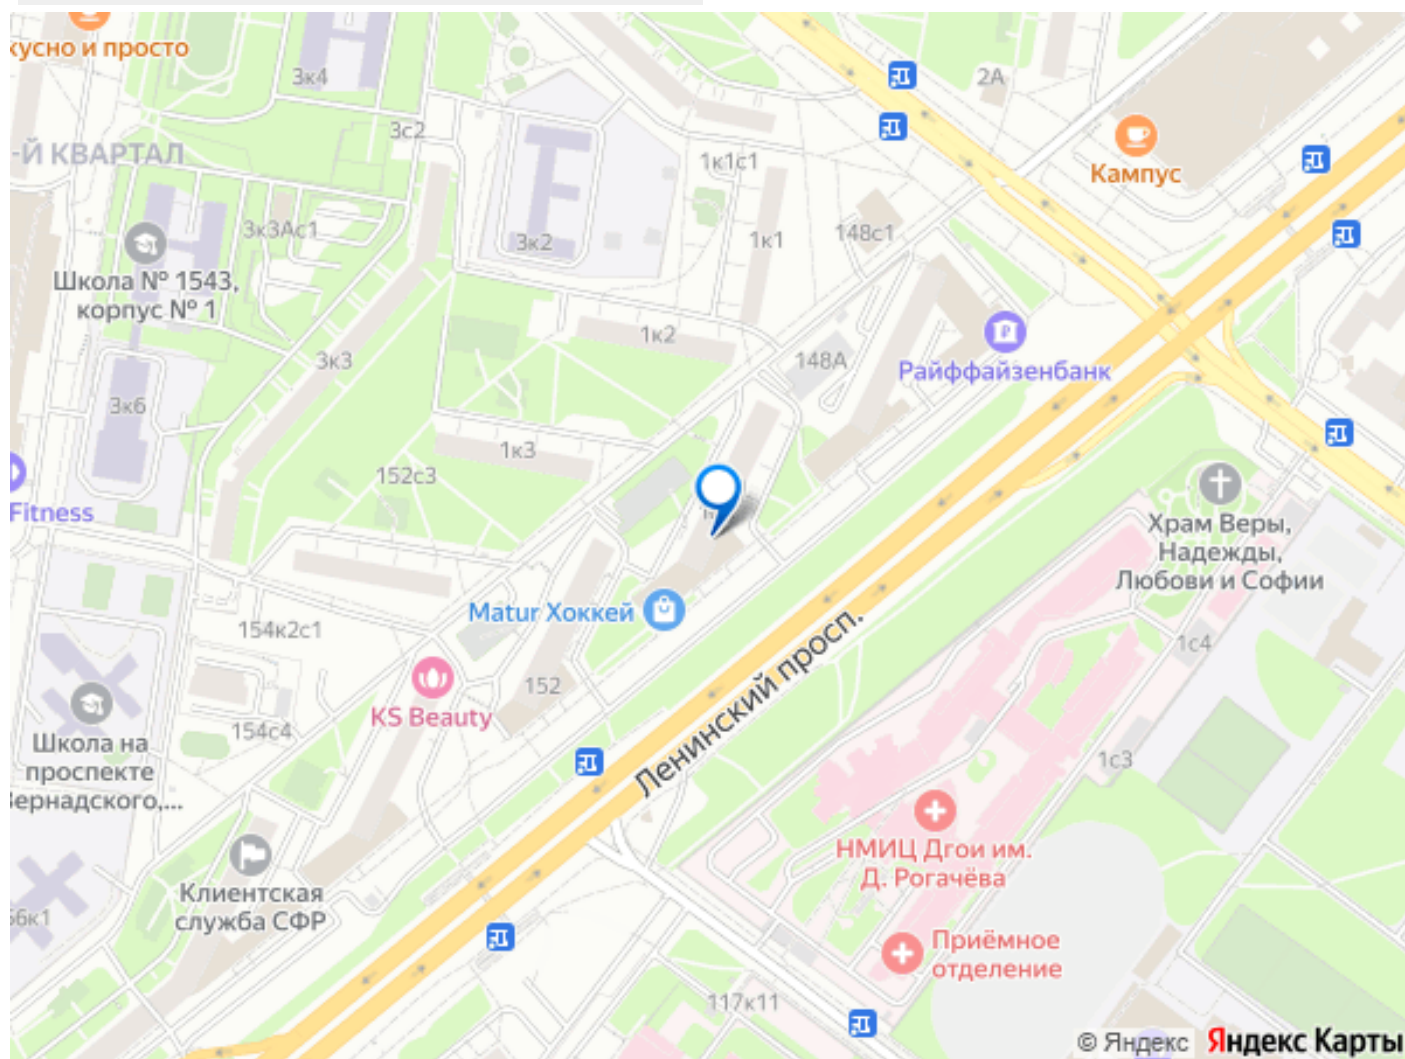 кусно и просто
3к4
2А
3с2
-Й КВАРТАЛ
1к1с1
Кампус
3к3Ас1
3к2
1к1
148с1
Школа № 1543,
корпус № 1
1к2
3к3
148А
Райффайзенбанк
3к6
1к3
152с3
Fitness
Храм Веры,
Надежды,
Любови и Софии
Matur Хоккей
154к2с1
1с4
152
KS Beauty
154с4
Ленинский просп.
Школа на
проспекте
Вернадского,...
1с3
НМИЦ Дгои им.
Д. Рогачёва
Клиентская
служба СФР
56к1
Приёмное
отделение
117к11
© Яндекс Яндекс Карты